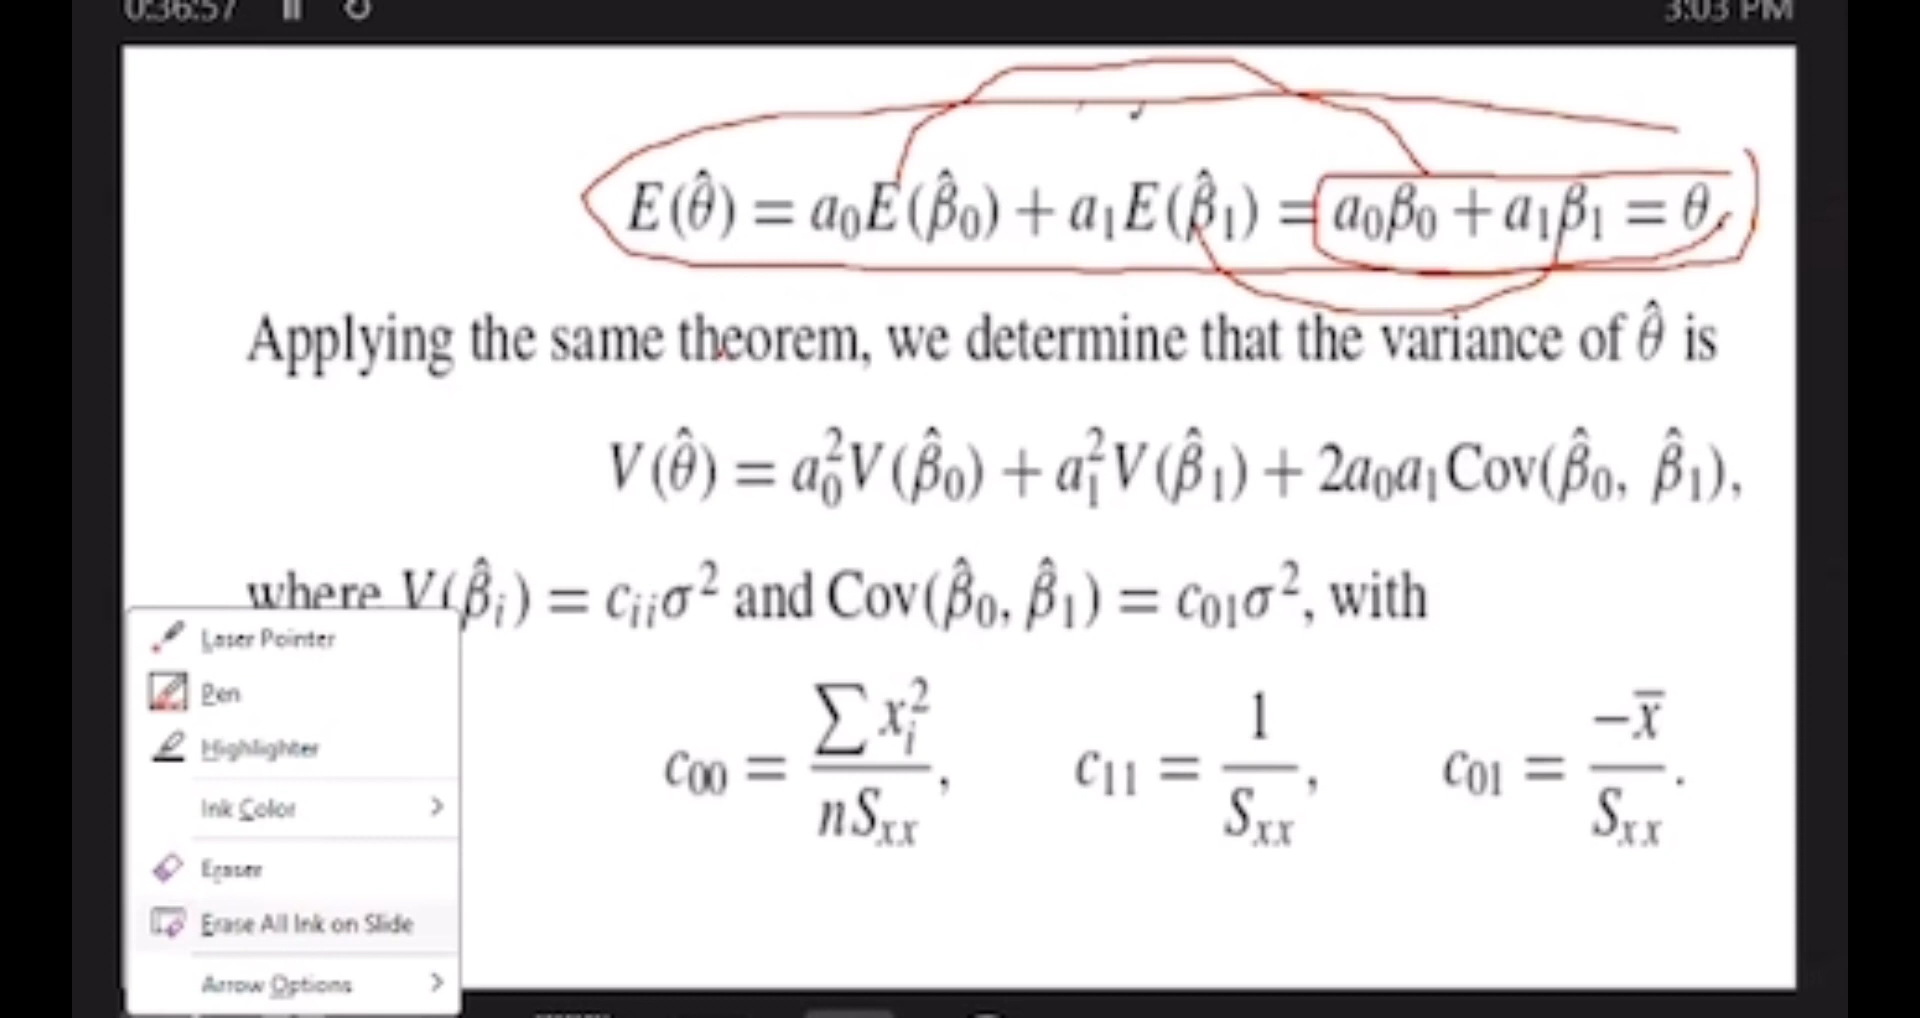 0:36:57
3:03 PM
E(θ̂) = a₀E(β̂₀) + a₁E(β̂₁) = a₀β₀ + a₁β₁ = θ.
Applying the same theorem, we determine that the variance of θ̂ is
V(θ̂) = a₀²V(β̂₀) + a₁²V(β̂₁) + 2a₀a₁Cov(β̂₀, β̂₁),
where V(β̂ᵢ) = cᵢᵢσ² and Cov(β̂₀, β̂₁) = c₀₁σ², with
c₀₀ = ∑ xᵢ² / nSₓₓ, c₁₁ = 1 / Sₓₓ, c₀₁ = −x̄ / Sₓₓ.
Laser Pointer
Pen
Highlighter
Ink Color
Eraser
Erase All Ink on Slide
Arrow Options